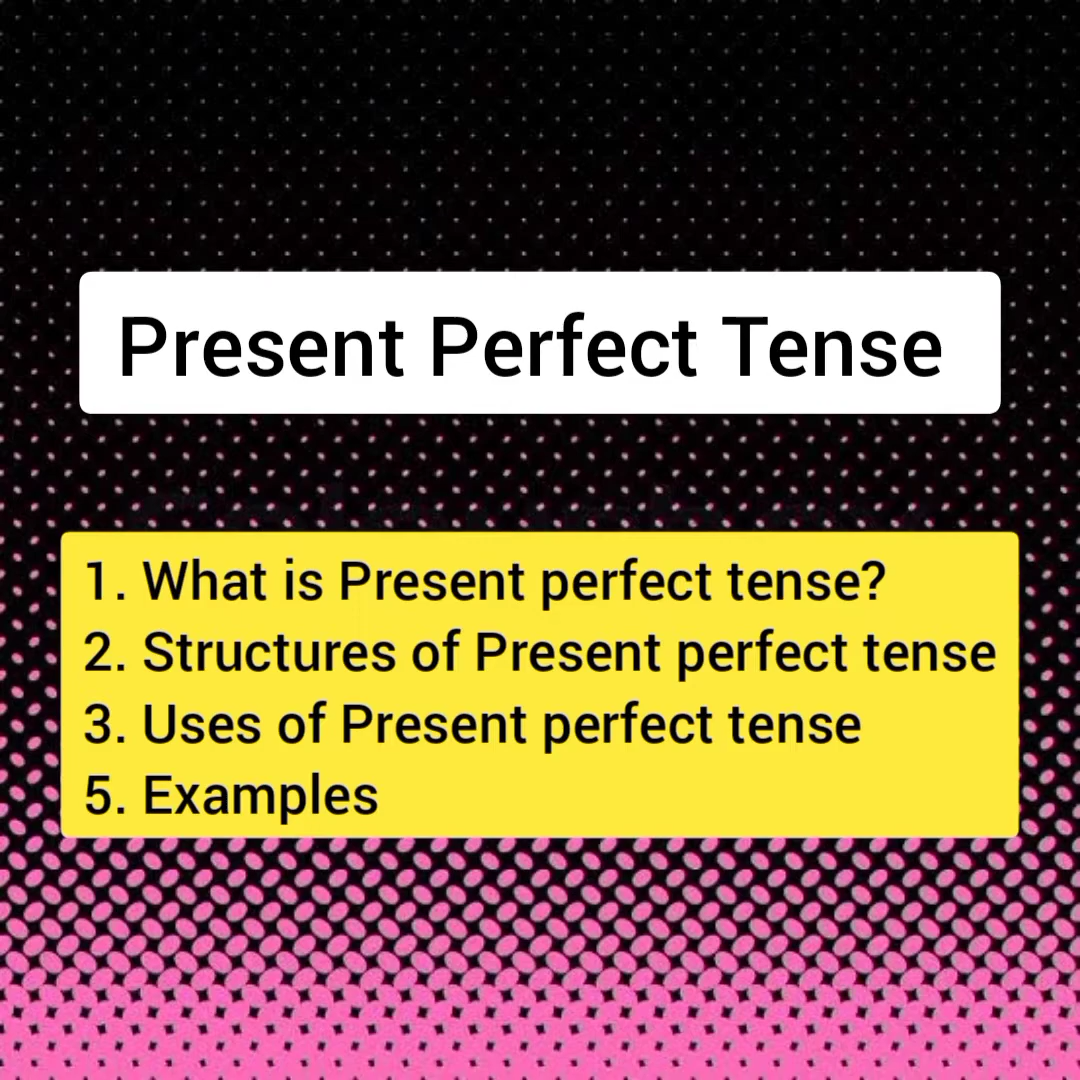 Present Perfect Tense
1. What is Present perfect tense?
2. Structures of Present perfect tense
3. Uses of Present perfect tense
5. Examples